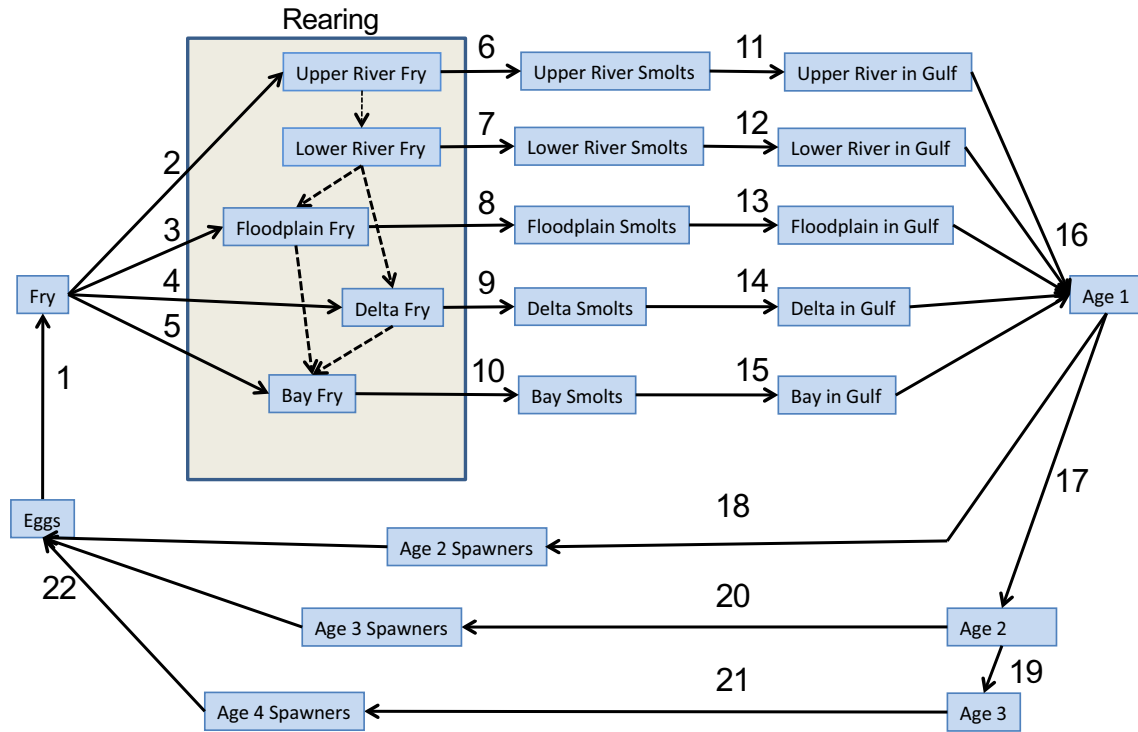 Rearing
6
11
Upper River Fry
Upper River Smolts
Upper River in Gulf
7
12
2
Lower River Fry
Lower River Smolts
Lower River in Gulf
3
8
13
16
Floodplain Fry
Floodplain Smolts
Floodplain in Gulf
Fry
4
9
14
Age 1
Delta Fry
Delta Smolts
Delta in Gulf
5
1
10
15
Bay Fry
Bay Smolts
Bay in Gulf
17
18
Eggs
Age 2 Spawners
22
20
Age 3 Spawners
Age 2
19
21
Age 4 Spawners
Age 3